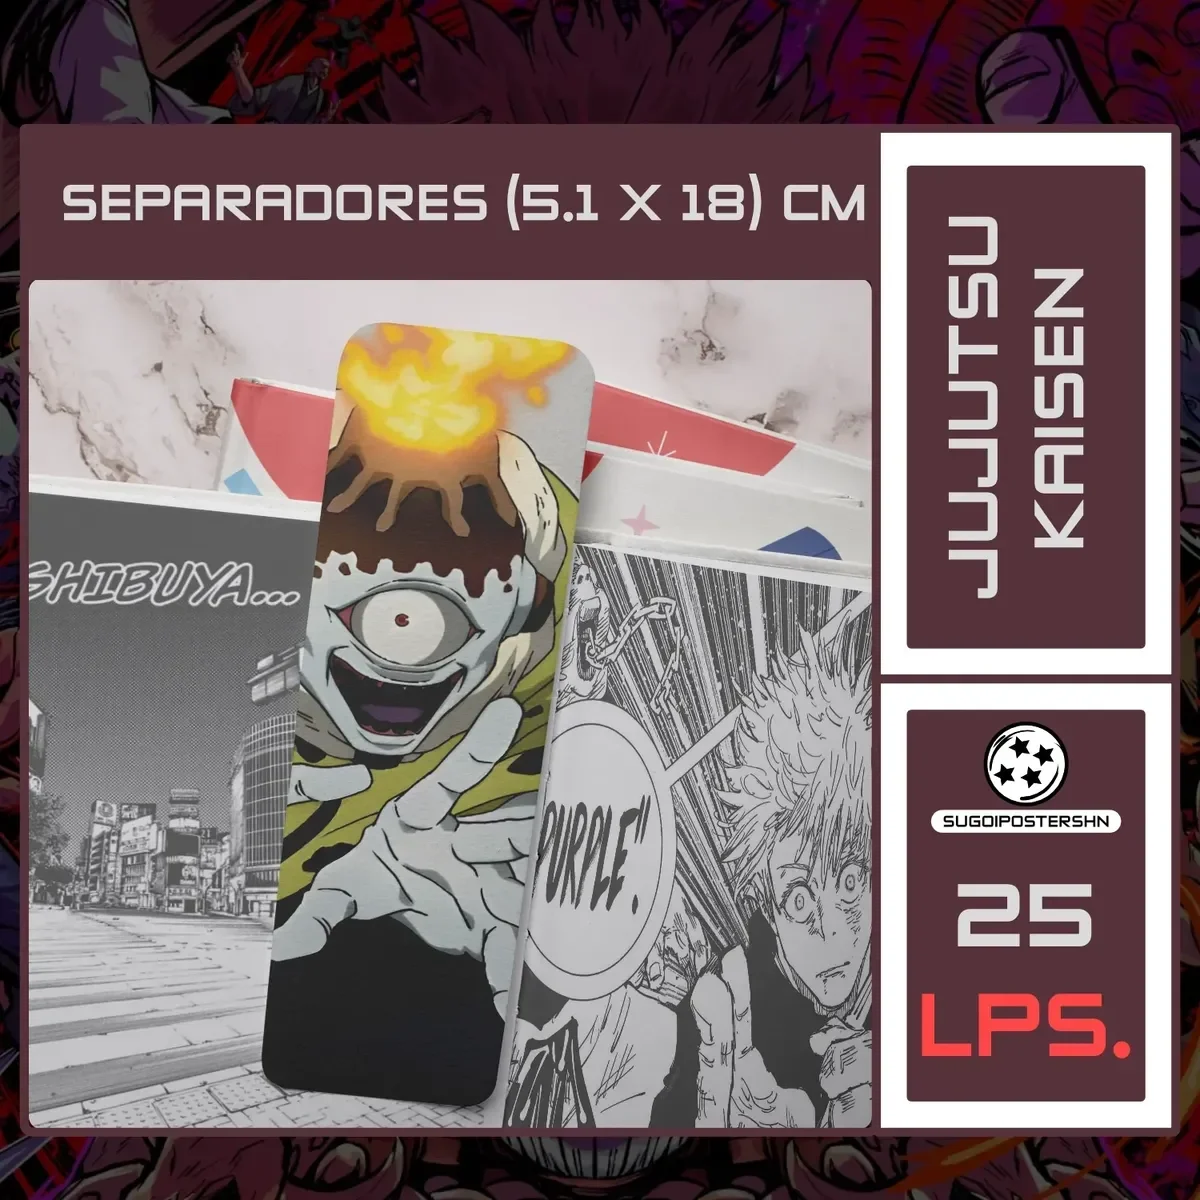 SEPARADORES (5.1 X 18) CM
JUJUTSU
KAISEN
SHIBUYA...
PURPLE".
SUGOIPOSTERSHN
25
LPS.